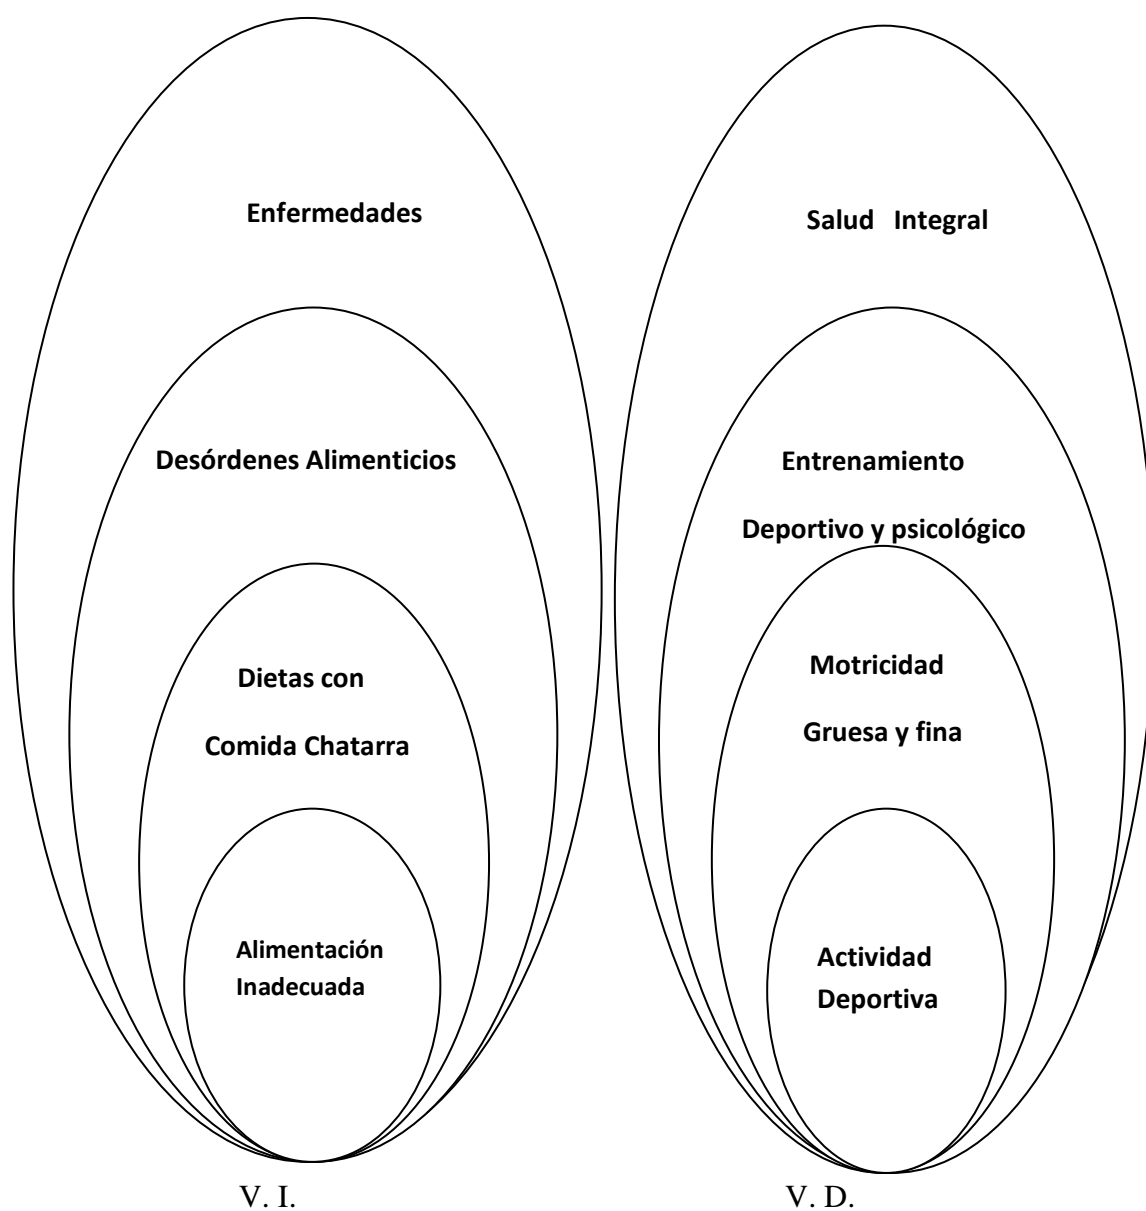 Enfermedades
Desórdenes Alimenticios
Dietas con
Comida Chatarra
Alimentación
Inadecuada
V. I.
Salud Integral
Entrenamiento
Deportivo y psicológico
Motricidad
Gruesa y fina
Actividad
Deportiva
V. D.